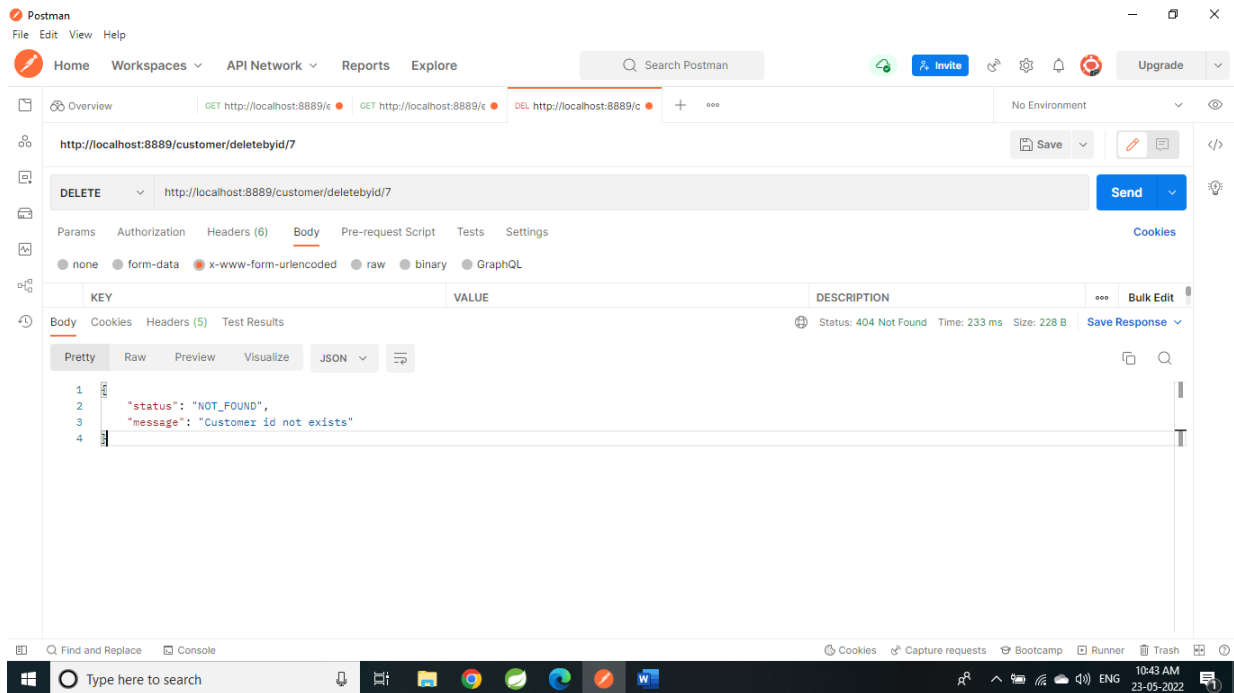 Postman
File Edit View Help
Home Workspaces API Network Reports Explore Search Postman Invite Upgrade
Overview GET http://localhost:8889/e GET http://localhost:8889/e DEL http://localhost:8889/c No Environment
http://localhost:8889/customer/deletebyid/7 Save
DELETE http://localhost:8889/customer/deletebyid/7 Send
Params Authorization Headers (6) Body Pre-request Script Tests Settings Cookies
none form-data x-www-form-urlencoded raw binary GraphQL
KEY VALUE DESCRIPTION Bulk Edit
Body Cookies Headers (5) Test Results Status: 404 Not Found Time: 233 ms Size: 228 B Save Response
Pretty Raw Preview Visualize JSON
1 {
2 "status": "NOT_FOUND",
3 "message": "Customer id not exists"
4 }
Find and Replace Console Cookies Capture requests Bootcamp Runner Trash
Type here to search ENG 10:43 AM
23-05-2022 1